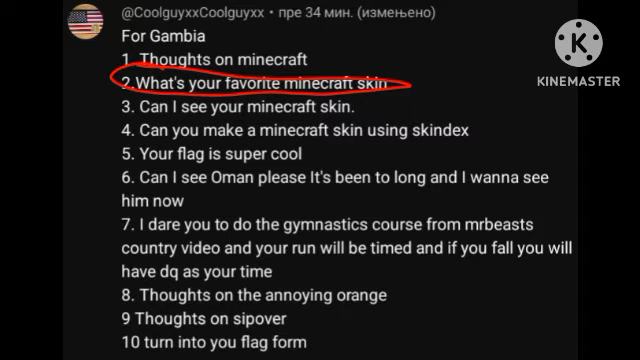 @CoolguyxxCoolguyxx • пре 34 мин. (измењено)
For Gambia
1. Thoughts on minecraft
2.What's your favorite minecraft skin
3. Can I see your minecraft skin.
4. Can you make a minecraft skin using skindex
5. Your flag is super cool
6. Can I see Oman please It's been to long and I wanna see
him now
7. I dare you to do the gymnastics course from mrbeasts
country video and your run will be timed and if you fall you will
have dq as your time
8. Thoughts on the annoying orange
9 Thoughts on sipover
10 turn into you flag form
KINEMASTER